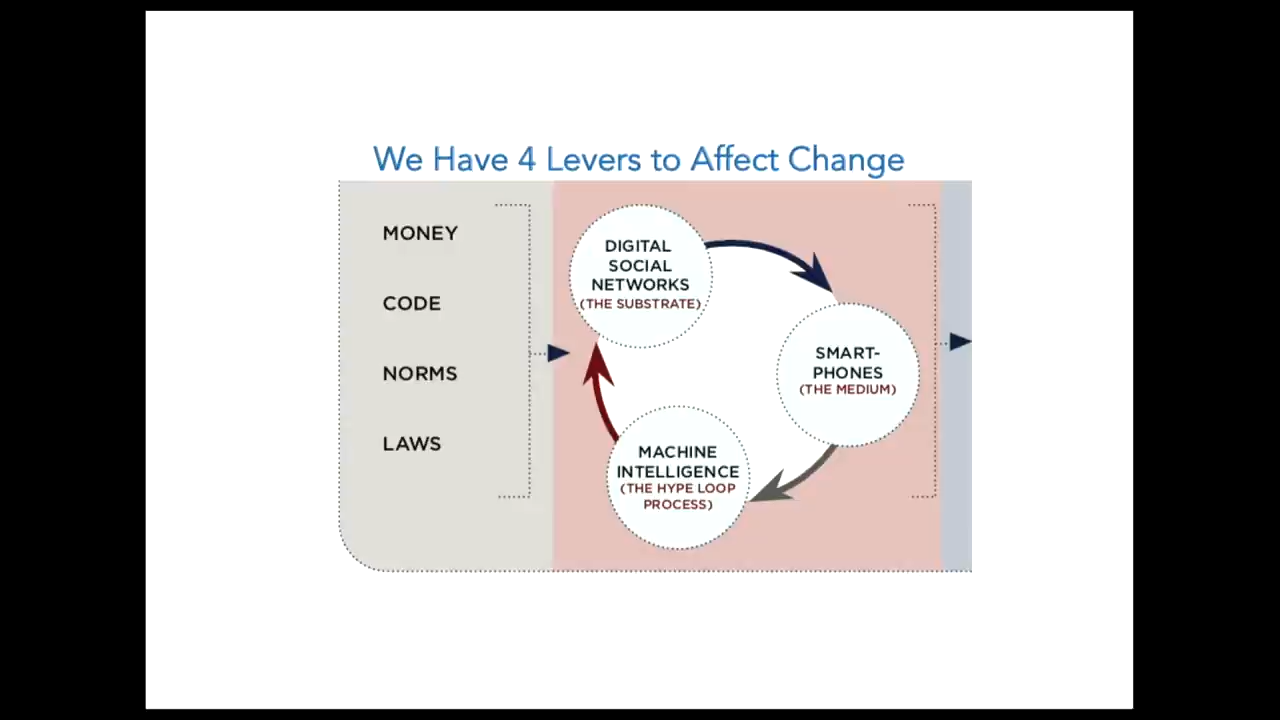 We Have 4 Levers to Affect Change
MONEY
CODE
NORMS
LAWS
DIGITAL
SOCIAL
NETWORKS
(THE SUBSTRATE)
SMART-
PHONES
(THE MEDIUM)
MACHINE
INTELLIGENCE
(THE HYPE LOOP
PROCESS)